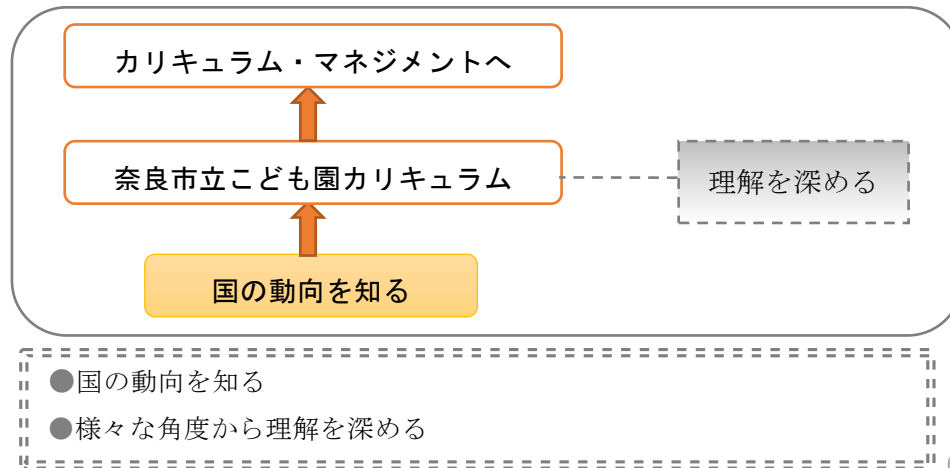 カリキュラム・マネジメントへ
奈良市立こども園カリキュラム
理解を深める
国の動向を知る
●国の動向を知る
●様々な角度から理解を深める